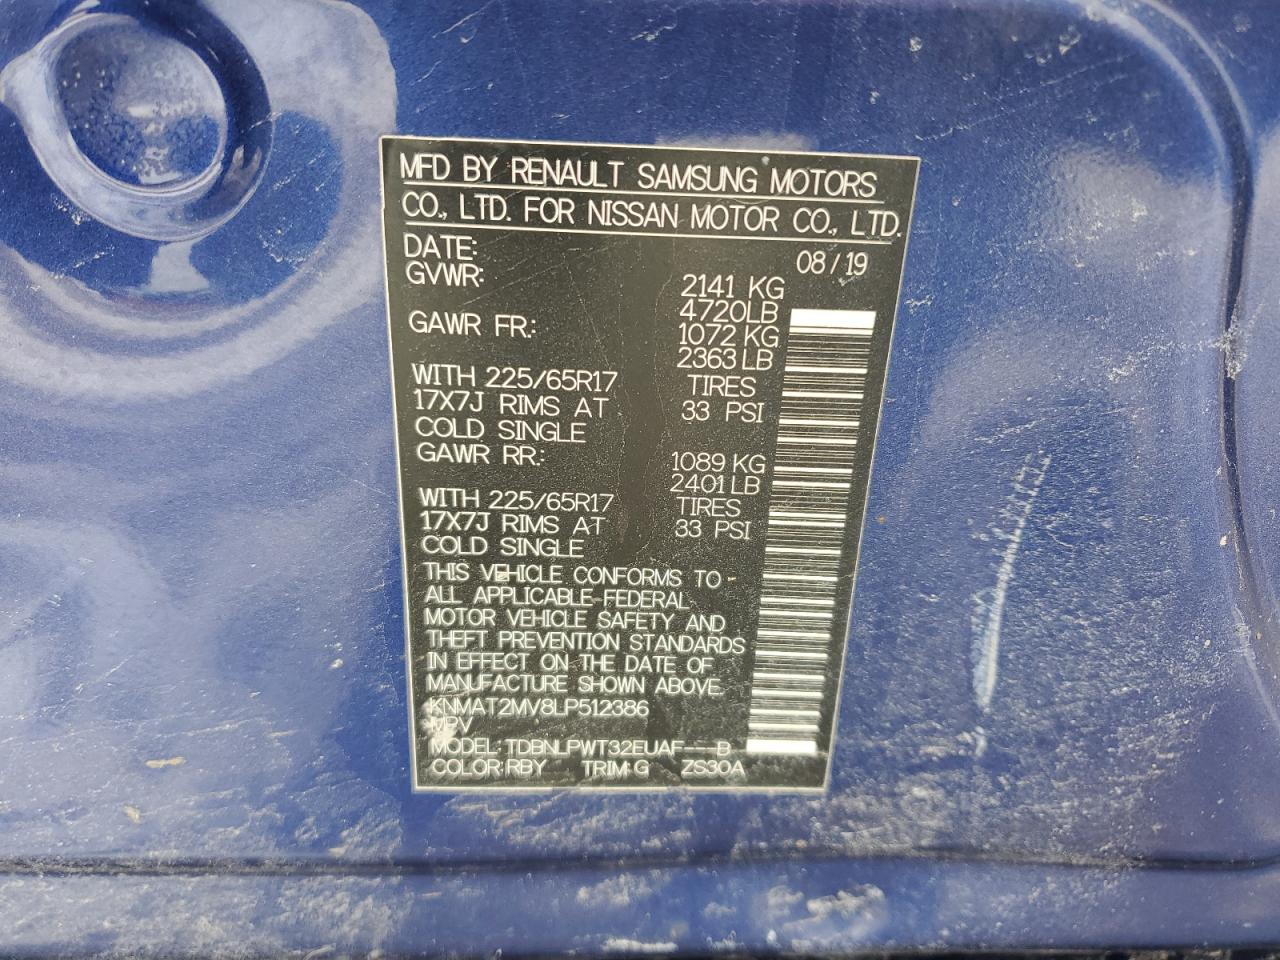 MFD BY RENAULT SAMSUNG MOTORS
CO., LTD. FOR NISSAN MOTOR CO., LTD.
DATE: 08 / 19
GVWR: 2141 KG
4720LB
GAWR FR.: 1072 KG
2363 LB
WITH 225/65R17 TIRES
17X7J RIMS AT 33 PSI
COLD SINGLE
GAWR RR.: 1089 KG
2401 LB
WITH 225/65R17 TIRES
17X7J RIMS AT 33 PSI
COLD SINGLE
THIS VEHICLE CONFORMS TO
ALL APPLICABLE FEDERAL
MOTOR VEHICLE SAFETY AND
THEFT PREVENTION STANDARDS
IN EFFECT ON THE DATE OF
MANUFACTURE SHOWN ABOVE.
KNMAT2MV8LP512386
MPV
MODEL: TDBNLPWT32EUAF---B
COLOR: RBY TRIM: G ZS30A